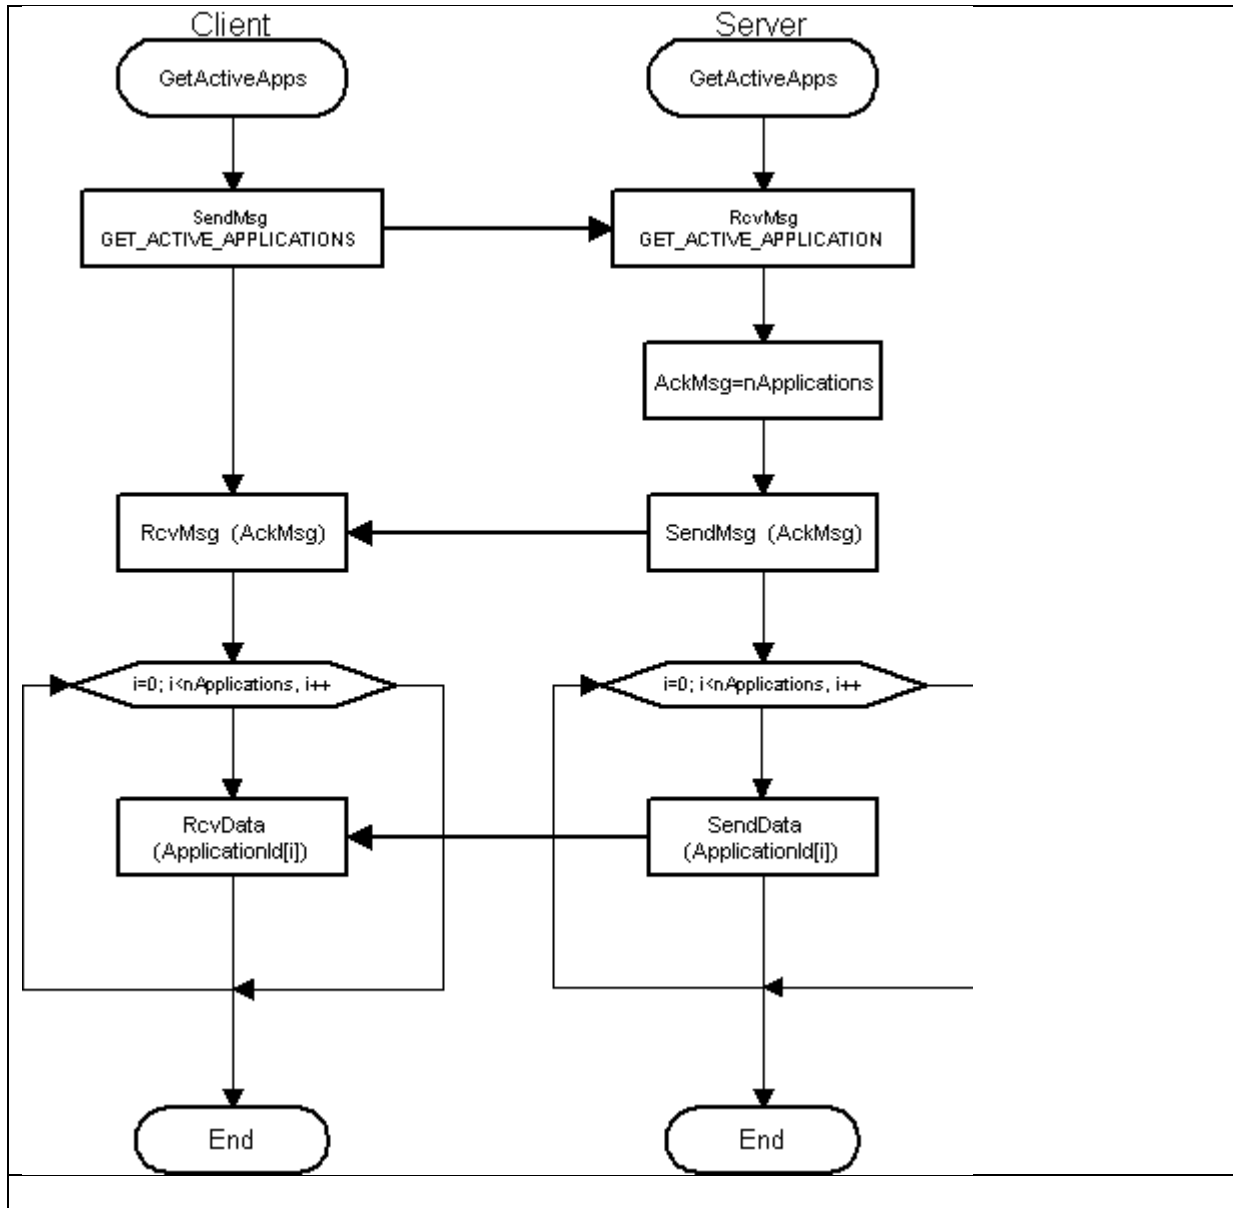 Client
Server
GetActiveApps
GetActiveApps
SendMsg
GET_ACTIVE_APPLICATIONS
RcvMsg
GET_ACTIVE_APPLICATION
AckMsg=nApplications
RcvMsg (AckMsg)
SendMsg (AckMsg)
i=0; i<nApplications, i++
i=0; i<nApplications, i++
RcvData
(ApplicationId[i])
SendData
(ApplicationId[i])
End
End